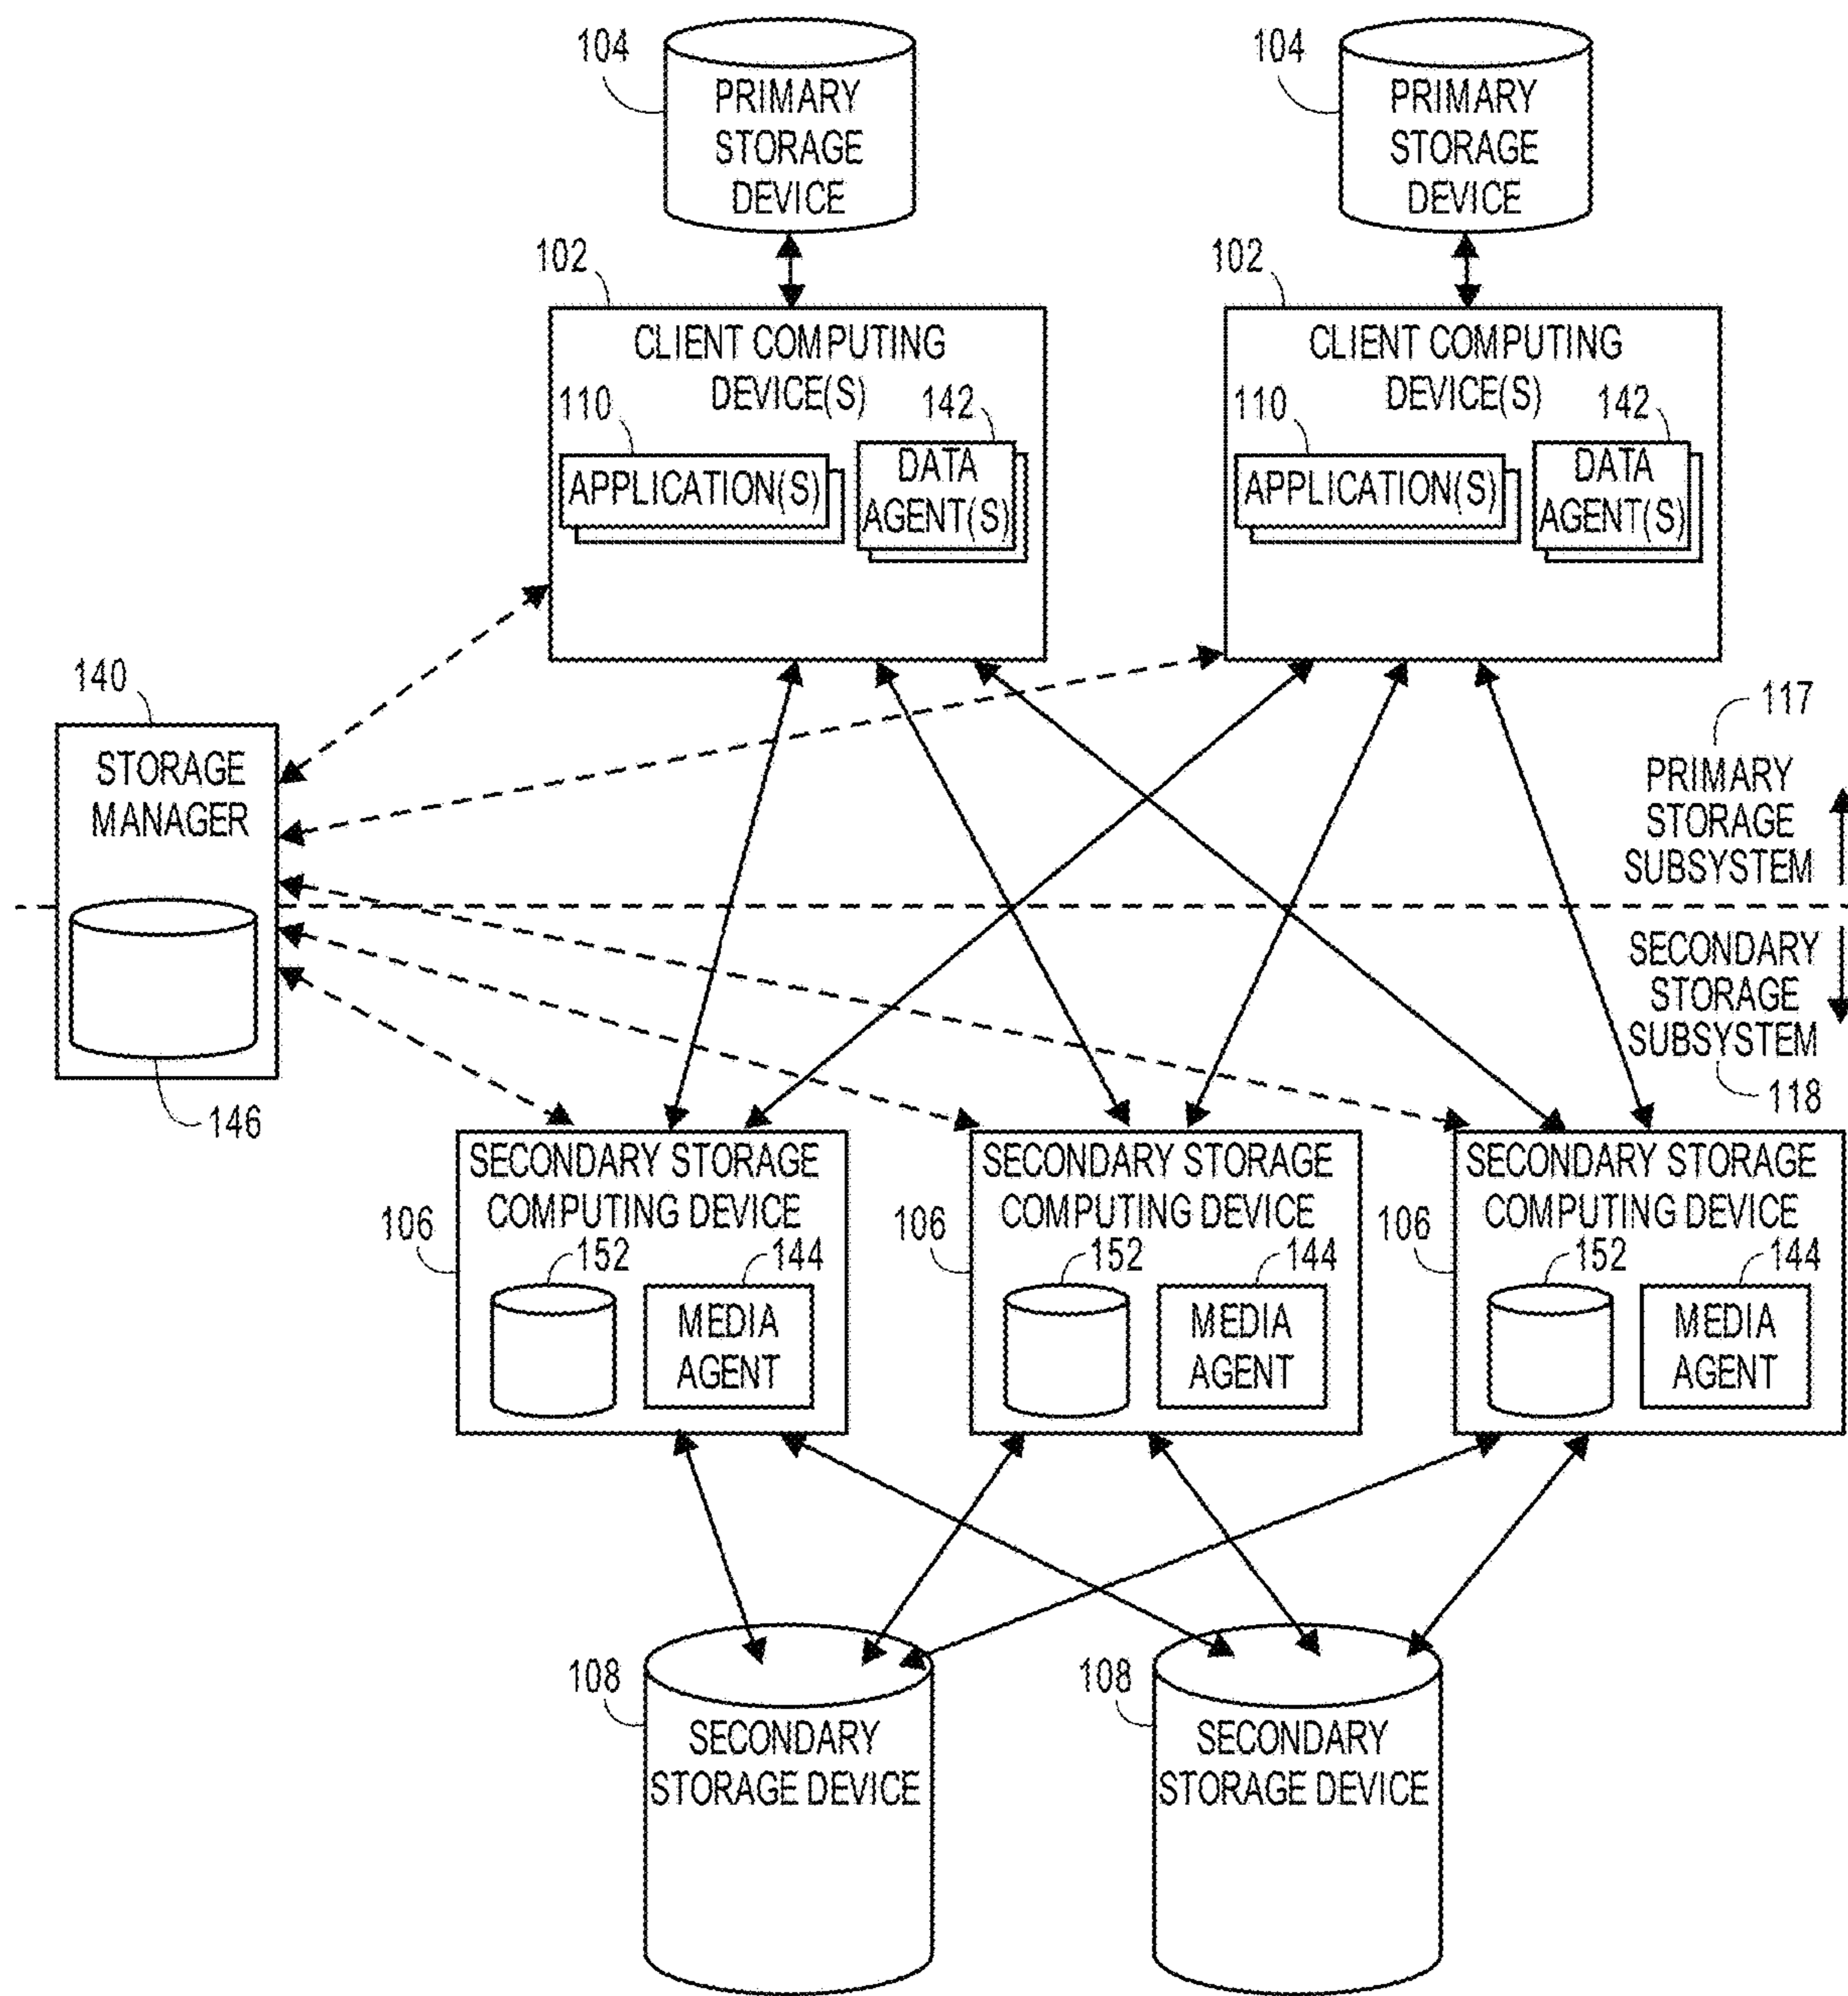 104
PRIMARY
STORAGE
DEVICE
104
PRIMARY
STORAGE
DEVICE
102
CLIENT COMPUTING
DEVICE(S)
110
142
APPLICATION(S)
DATA
AGENT(S)
102
CLIENT COMPUTING
DEVICE(S)
110
142
APPLICATION(S)
DATA
AGENT(S)
140
STORAGE
MANAGER
146
117
PRIMARY
STORAGE
SUBSYSTEM
SECONDARY
STORAGE
SUBSYSTEM
118
106
SECONDARY STORAGE
COMPUTING DEVICE
152
144
MEDIA
AGENT
106
SECONDARY STORAGE
COMPUTING DEVICE
152
144
MEDIA
AGENT
106
SECONDARY STORAGE
COMPUTING DEVICE
152
144
MEDIA
AGENT
108
SECONDARY
STORAGE DEVICE
108
SECONDARY
STORAGE DEVICE